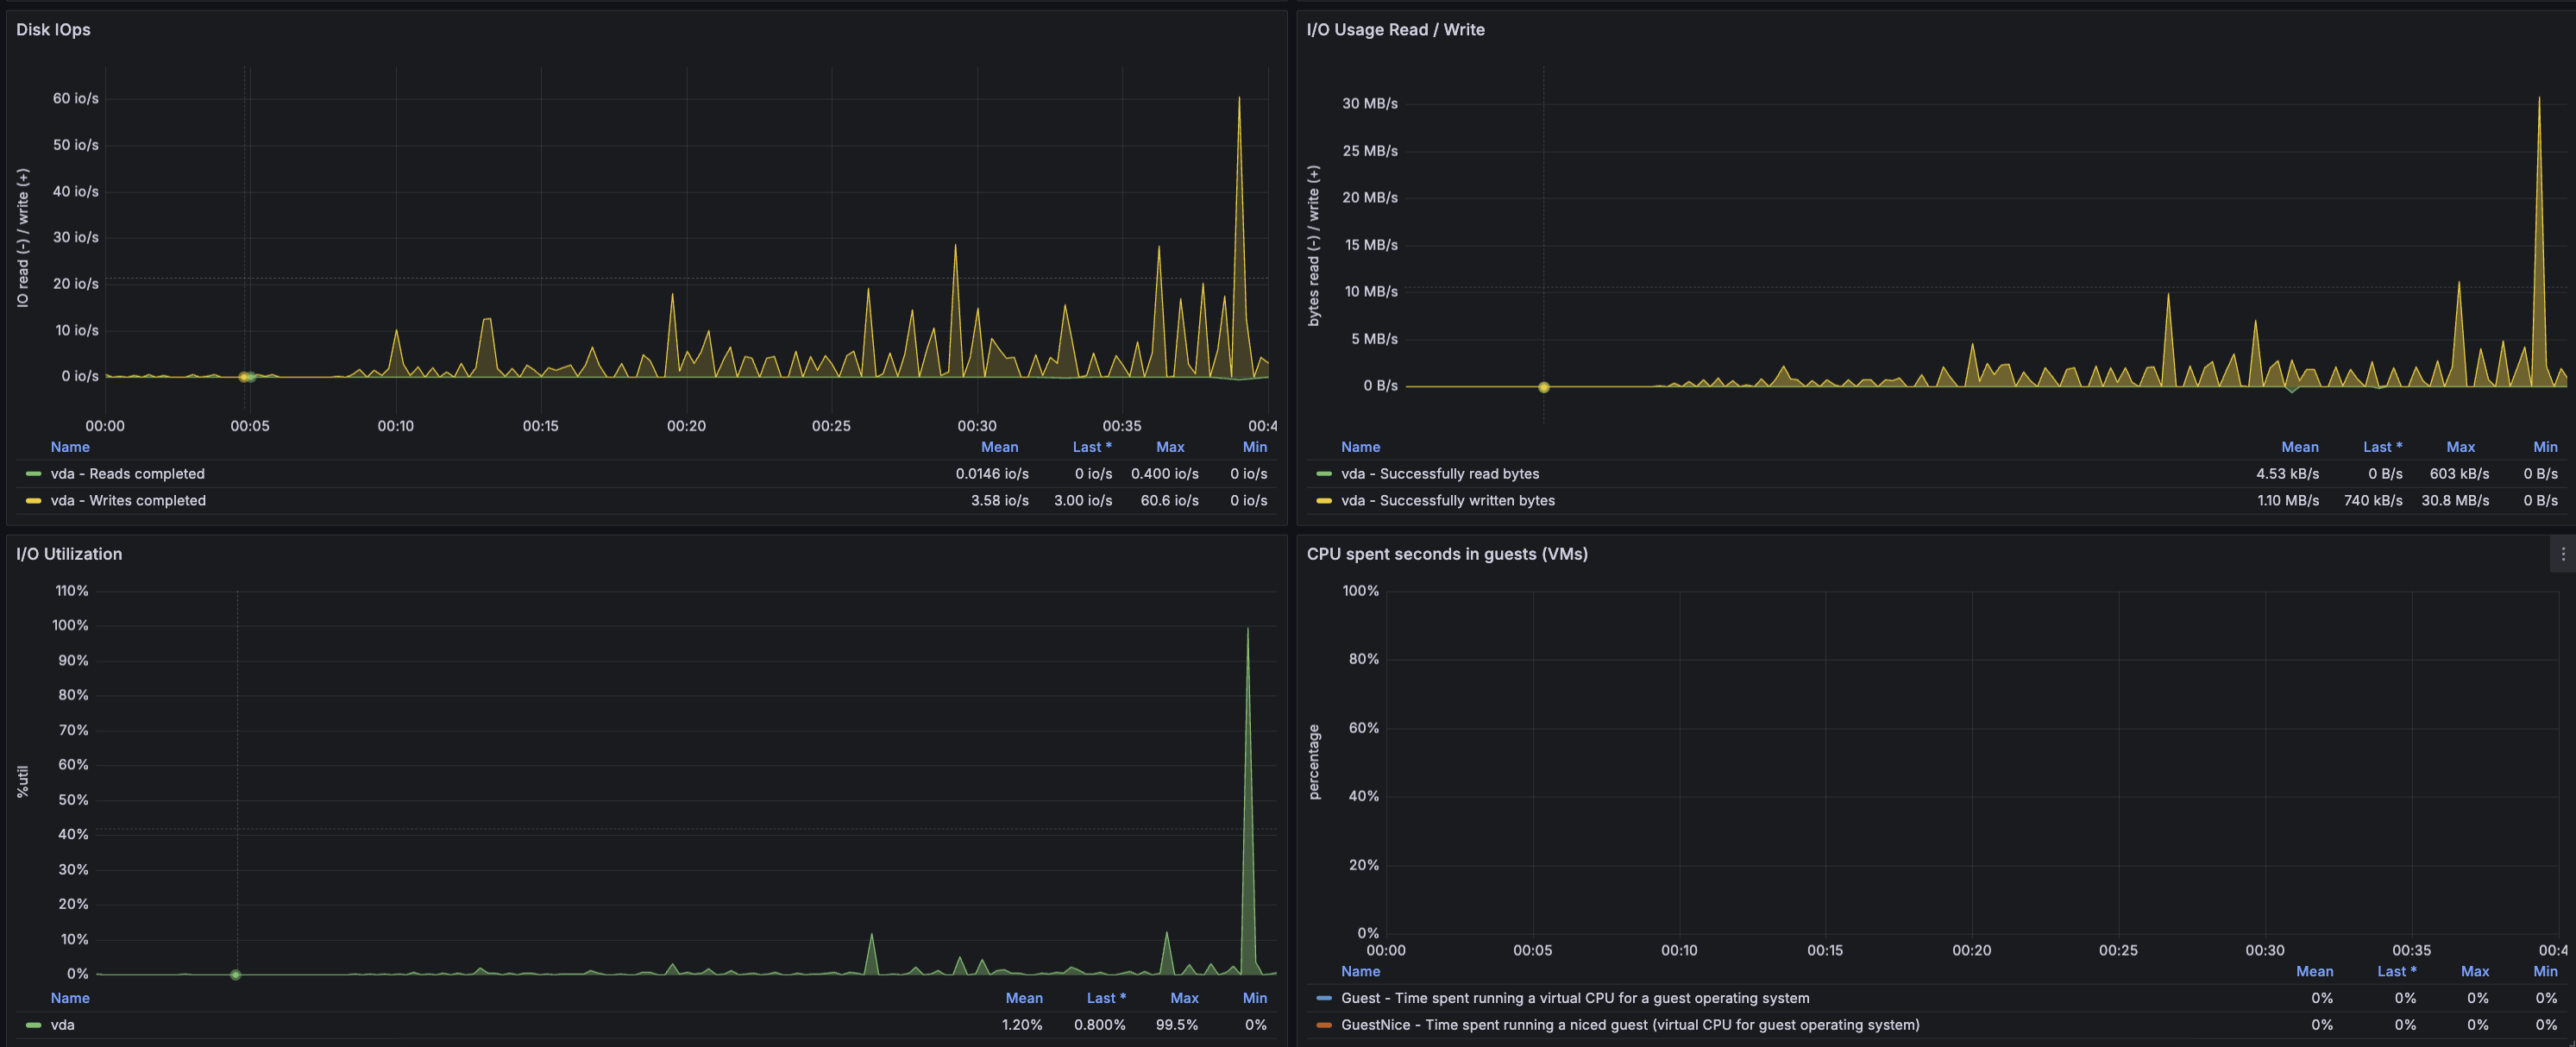 Disk IOps
IO read (-) / write (+)
60 io/s
50 io/s
40 io/s
30 io/s
20 io/s
10 io/s
0 io/s
00:00 00:05 00:10 00:15 00:20 00:25 00:30 00:35 00:4
Name Mean Last * Max Min
vda - Reads completed 0.0146 io/s 0 io/s 0.400 io/s 0 io/s
vda - Writes completed 3.58 io/s 3.00 io/s 60.6 io/s 0 io/s
I/O Usage Read / Write
bytes read (-) / write (+)
30 MB/s
25 MB/s
20 MB/s
15 MB/s
10 MB/s
5 MB/s
0 B/s
Name Mean Last * Max Min
vda - Successfully read bytes 4.53 kB/s 0 B/s 603 kB/s 0 B/s
vda - Successfully written bytes 1.10 MB/s 740 kB/s 30.8 MB/s 0 B/s
I/O Utilization
%util
110%
100%
90%
80%
70%
60%
50%
40%
30%
20%
10%
0%
Name Mean Last * Max Min
vda 1.20% 0.800% 99.5% 0%
CPU spent seconds in guests (VMs)
percentage
100%
80%
60%
40%
20%
0%
00:00 00:05 00:10 00:15 00:20 00:25 00:30 00:35 00:4
Name Mean Last * Max Min
Guest - Time spent running a virtual CPU for a guest operating system 0% 0% 0% 0%
GuestNice - Time spent running a niced guest (virtual CPU for guest operating system) 0% 0% 0% 0%